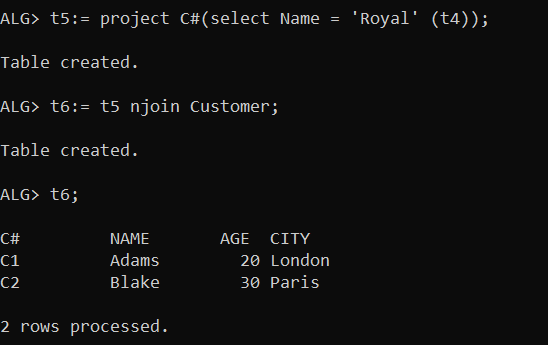 ALG> t5:= project C#(select Name = 'Royal' (t4));
Table created.
ALG> t6:= t5 njoin Customer;
Table created.
ALG> t6;
C# NAME AGE CITY
C1 Adams 20 London
C2 Blake 30 Paris
2 rows processed.